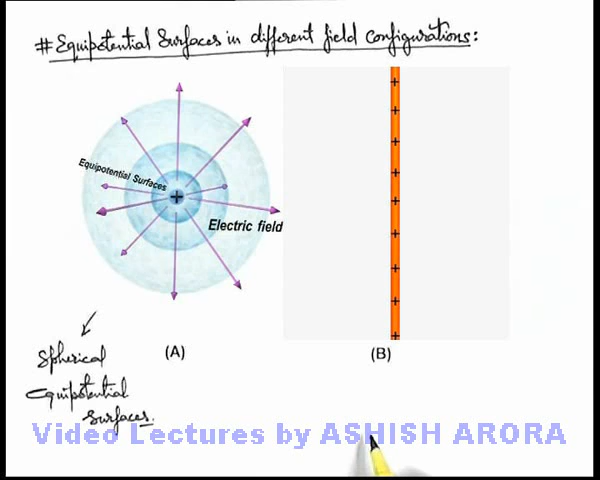 # Equipotential Surfaces in different field configurations:
Equipotential Surfaces
+
Electric field
+
+
+
+
+
+
+
+
+
(A)
(B)
Spherical
Equipotential
Surfaces.
Video Lectures by ASHISH ARORA